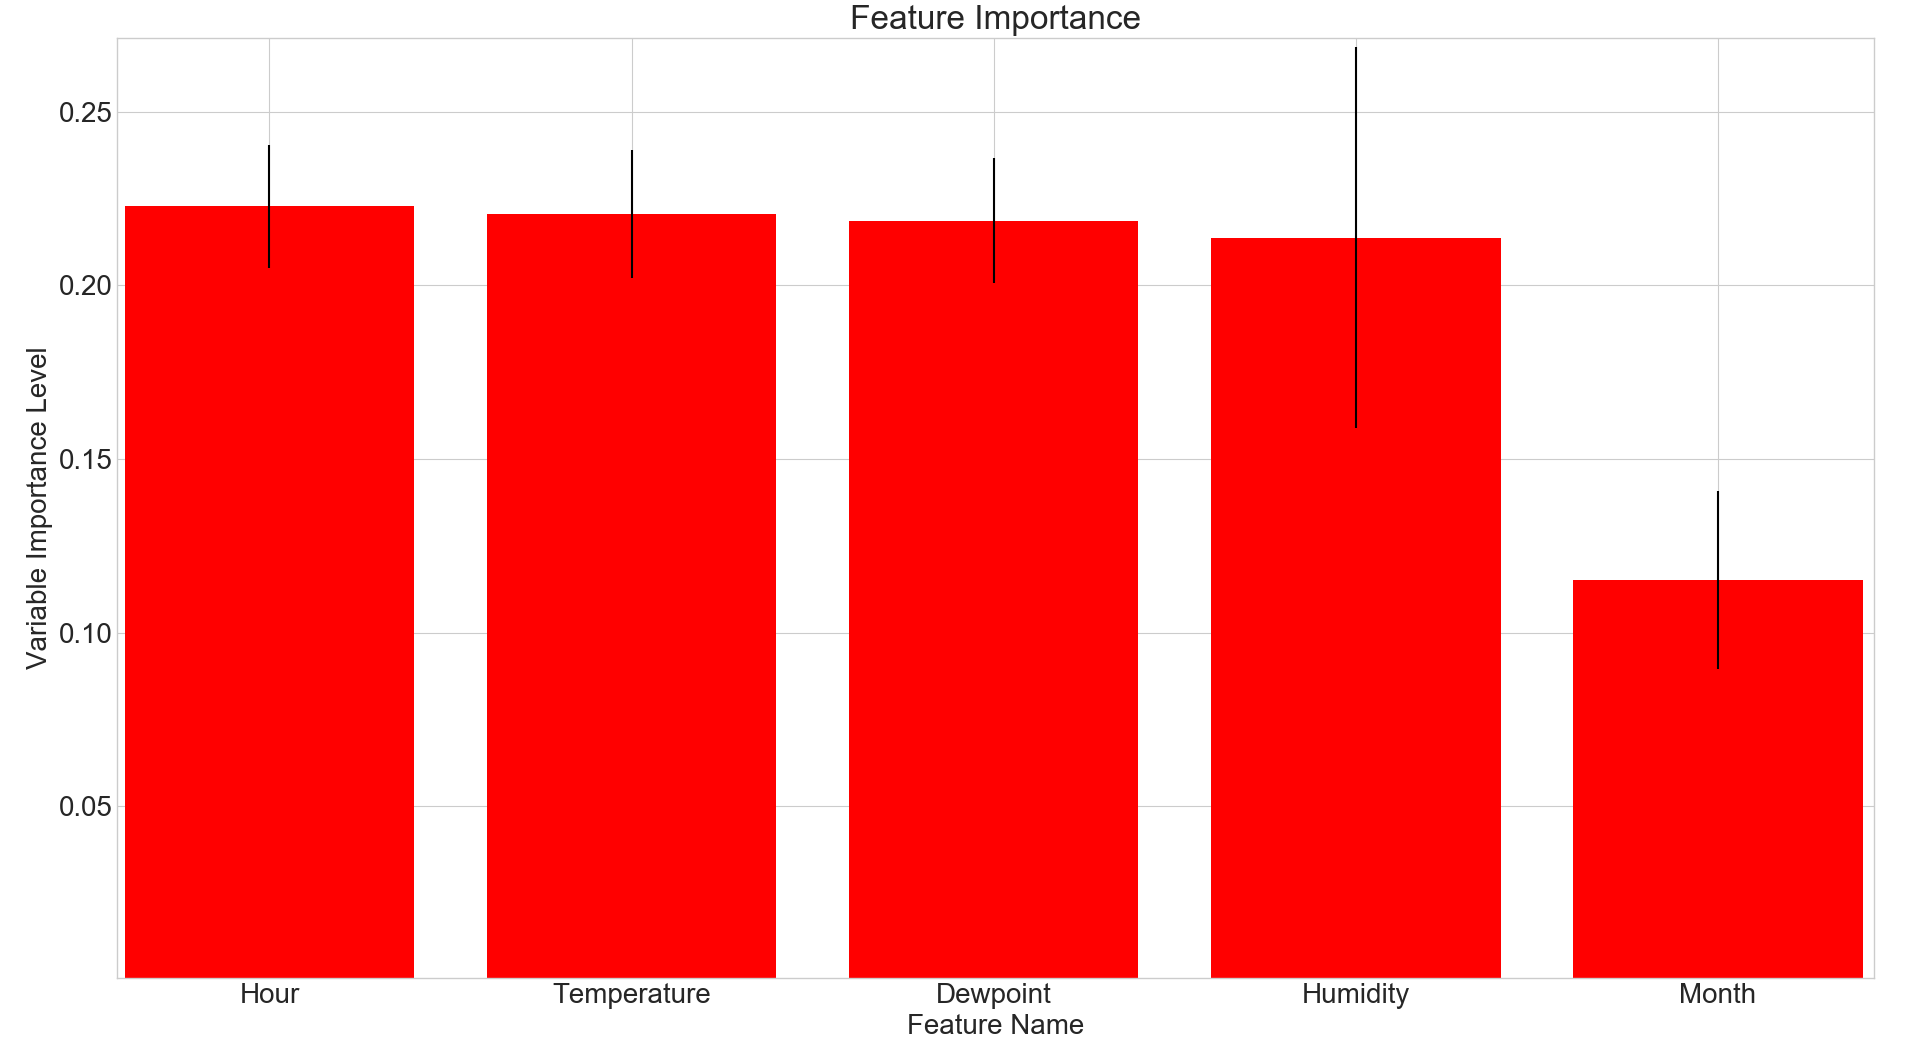 Feature Importance
0.25
0.20
0.15
0.10
0.05
Variable Importance Level
Hour Temperature Dewpoint Humidity Month
Feature Name